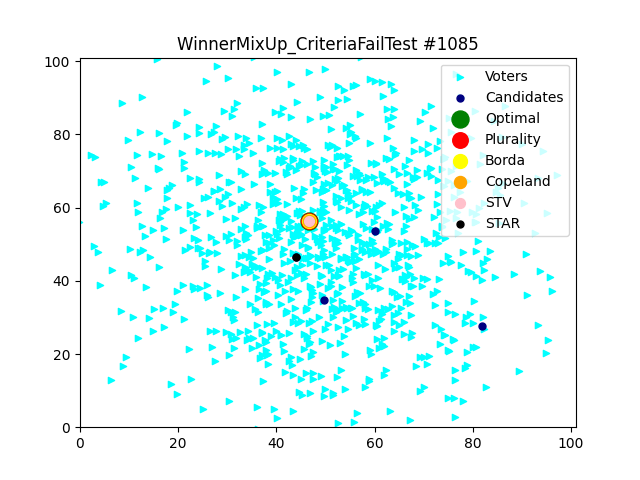 WinnerMixUp_CriteriaFailTest #1085
100
80
60
40
20
0
0 20 40 60 80 100
Voters
Candidates
Optimal
Plurality
Borda
Copeland
STV
STAR